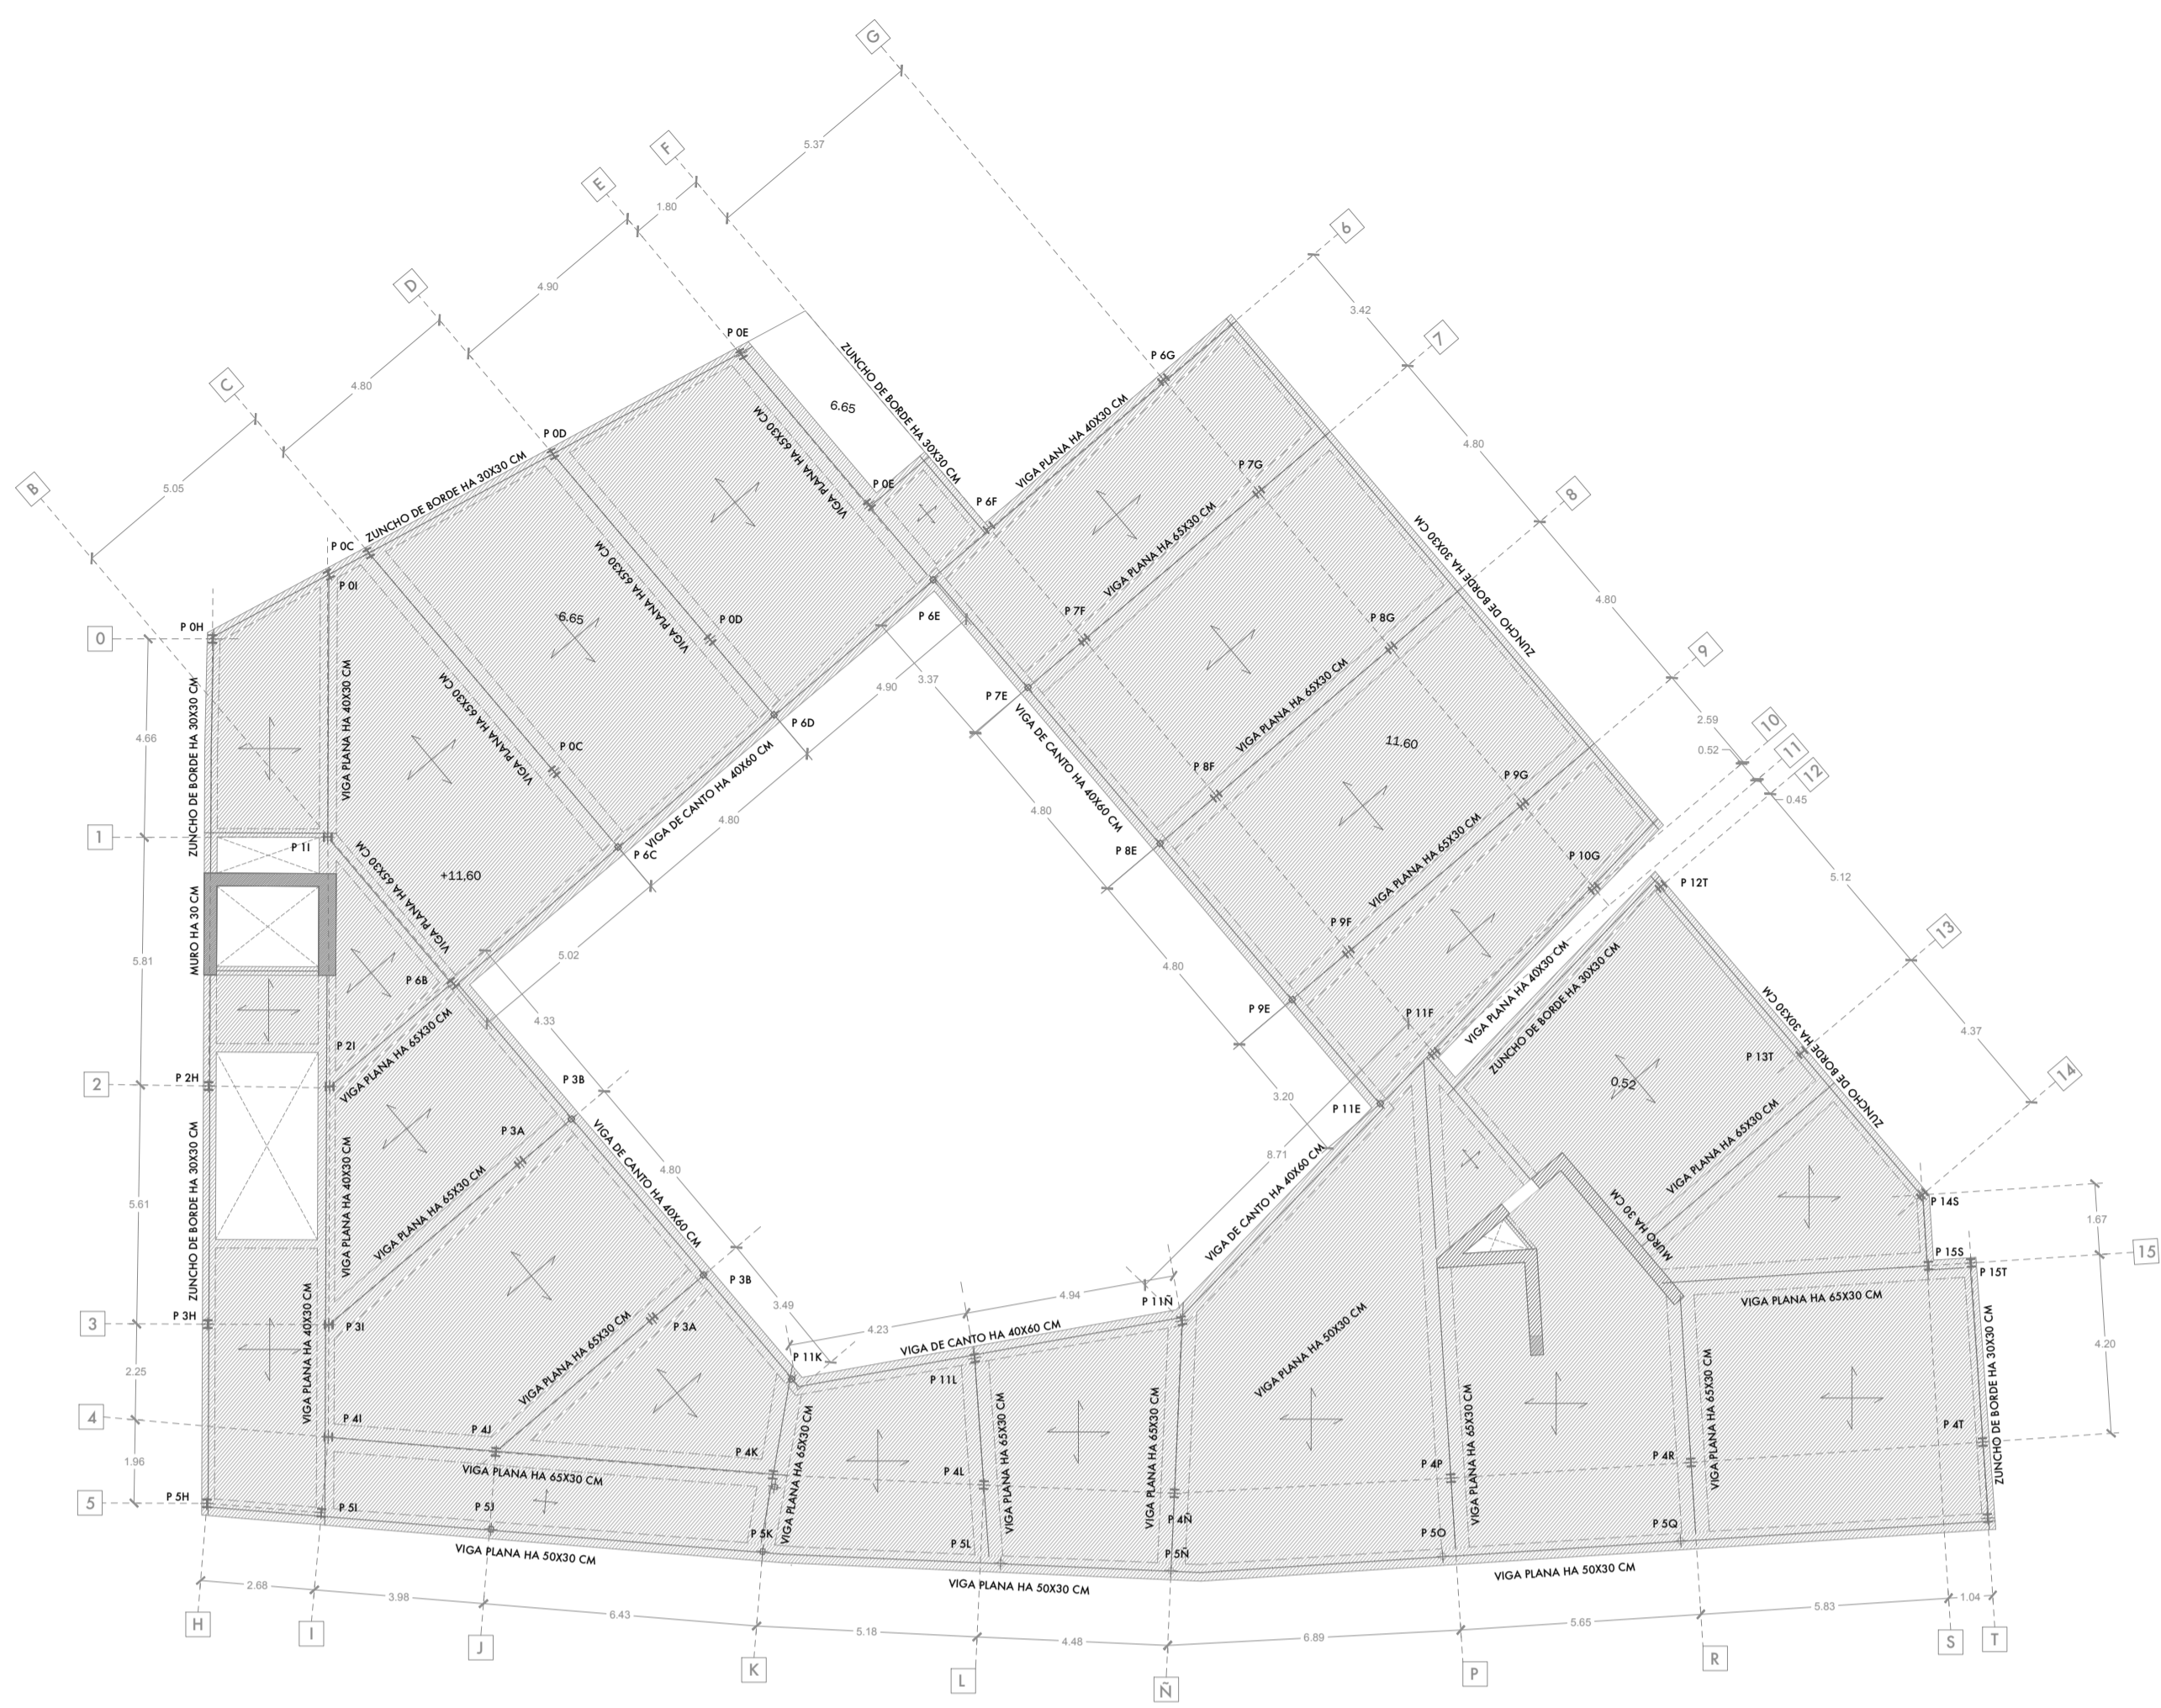 G
F
5.37
E
1.80
6
D
4.90
3.42
7
P 0E
ZUNCHO DE BORDE HA 30X30 CM
P 6G
C
4.80
4.80
8
6.65
VIGA PLANA HA 40X30 CM
P 0D
VIGA PLANA HA 65X30 CM
P 7G
B
5.05
ZUNCHO DE BORDE HA 30X30 CM
P 0E
P 6F
ZUNCHO DE BORDE HA 30X30 CM
P 0C
P 0I
VIGA PLANA HA 65X30 CM
VIGA PLANA HA 65X30 CM
4.80
9
P 0H
6.65
P 0D
P 6E
P 7F
P 8G
0
3.37
4.90
P 7E
2.59
10
0.52
11
12
0.45
ZUNCHO DE BORDE HA 30X30 CM
VIGA PLANA HA 40X30 CM
VIGA PLANA HA 65X30 CM
P 0C
P 6D
VIGA DE CANTO HA 40X60 CM
VIGA DE CANTO HA 40X60 CM
VIGA PLANA HA 65X30 CM
11.60
4.66
P 8F
P 9G
4.80
4.80
1
P 1I
P 6C
P 8E
P 10G
+11,60
VIGA PLANA HA 65X30 CM
VIGA PLANA HA 65X30 CM
P 12T
5.12
MURO HA 30 CM
P 9F
13
5.81
5.02
4.80
P 6B
P 9E
P 11F
VIGA PLANA HA 40X30 CM
ZUNCHO DE BORDE HA 30X30 CM
ZUNCHO DE BORDE HA 30X30 CM
4.33
4.37
P 2I
VIGA PLANA HA 65X30 CM
P 13T
2
P 2H
P 3B
0.52
14
3.20
P 11E
P 3A
VIGA DE CANTO HA 40X60 CM
4.80
8.71
VIGA PLANA HA 65X30 CM
ZUNCHO DE BORDE HA 30X30 CM
VIGA PLANA HA 40X30 CM
VIGA PLANA HA 65X30 CM
VIGA DE CANTO HA 40X60 CM
MURO HA 30 CM
P 14S
5.61
1.67
P 15S
15
P 15T
P 3B
4.94
P 11Ñ
VIGA PLANA HA 65X30 CM
3.49
3
P 3H
P 3I
P 3A
4.23
VIGA DE CANTO HA 40X60 CM
4.20
VIGA PLANA HA 40X30 CM
VIGA PLANA HA 65X30 CM
P 11K
P 11L
VIGA PLANA HA 50X30 CM
VIGA PLANA HA 65X30 CM
ZUNCHO DE BORDE HA 30X30 CM
2.25
4
P 4I
P 4J
P 4K
P 4L
P 4P
P 4R
P 4T
1.96
VIGA PLANA HA 65X30 CM
VIGA PLANA HA 65X30 CM
VIGA PLANA HA 65X30 CM
VIGA PLANA HA 65X30 CM
VIGA PLANA HA 65X30 CM
5
P 5H
P 5I
P 5J
P 5K
P 5L
P 4Ñ
P 5Ñ
P 5O
P 5Q
VIGA PLANA HA 50X30 CM
VIGA PLANA HA 50X30 CM
VIGA PLANA HA 50X30 CM
2.68
3.98
6.43
5.18
4.48
6.89
5.65
5.83
1.04
H
I
J
K
L
Ñ
P
R
S
T